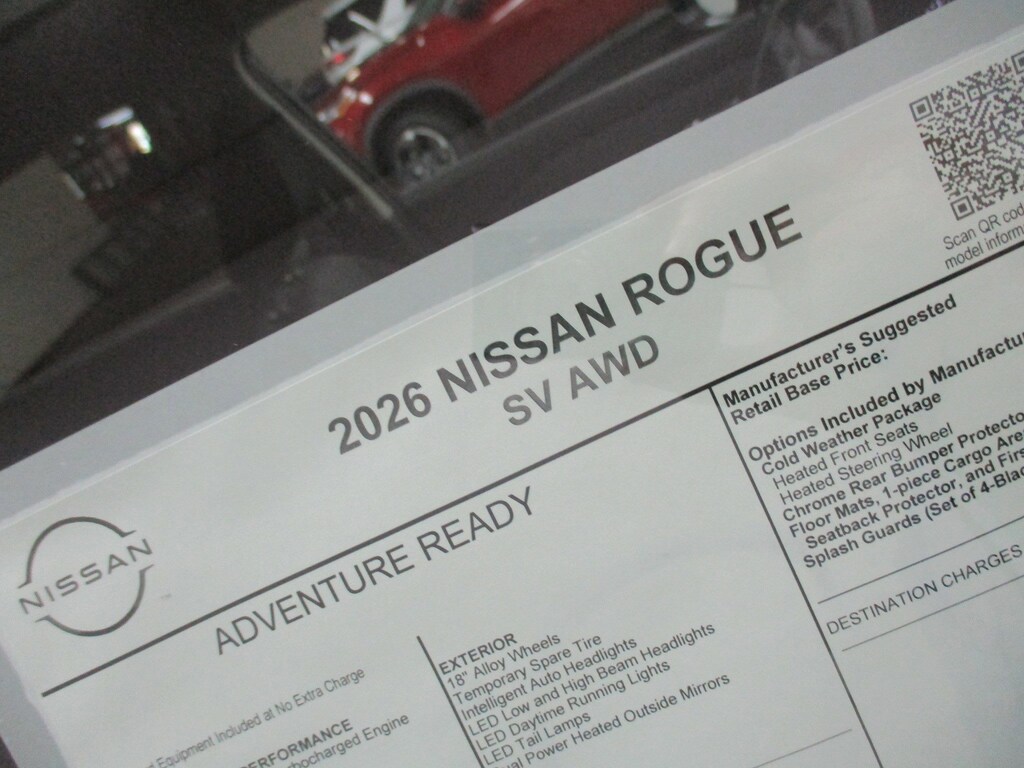 2026 NISSAN ROGUE
SV AWD
Scan QR cod
model inform
NISSAN
ADVENTURE READY
Equipment Included at No Extra Charge
ERFORMANCE
bocharged Engine
EXTERIOR
18" Alloy Wheels
Temporary Spare Tire
Intelligent Auto Headlights
LED Low and High Beam Headlights
LED Daytime Running Lights
LED Tail Lamps
ual Power Heated Outside Mirrors
Manufacturer's Suggested
Retail Base Price:
Options Included by Manufactur
Cold Weather Package
Heated Front Seats
Heated Steering Wheel
Chrome Rear Bumper Protecto
Floor Mats, 1-piece Cargo Are
Seatback Protector, and Firs
Splash Guards (Set of 4-Blac
DESTINATION CHARGES